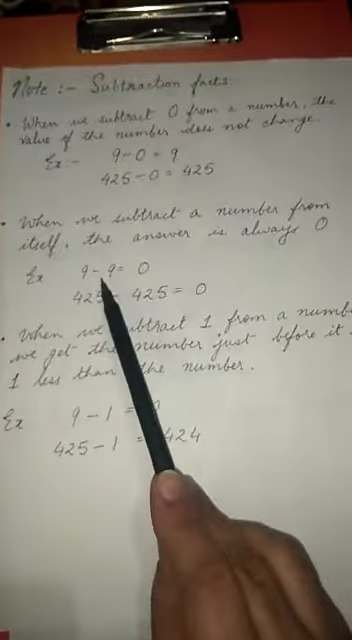 Note :- Subtraction facts:
• When we subtract 0 from a number, the
value of the number does not change.
Ex:- 9-0 = 9
425-0 = 425
• When we subtract a number from
itself, the answer is always 0
Ex 9-9= 0
425- 425 = 0
• When we subtract 1 from a number
we get the number just before it
1 less than the number.
Ex 9-1 =
425-1 = 424